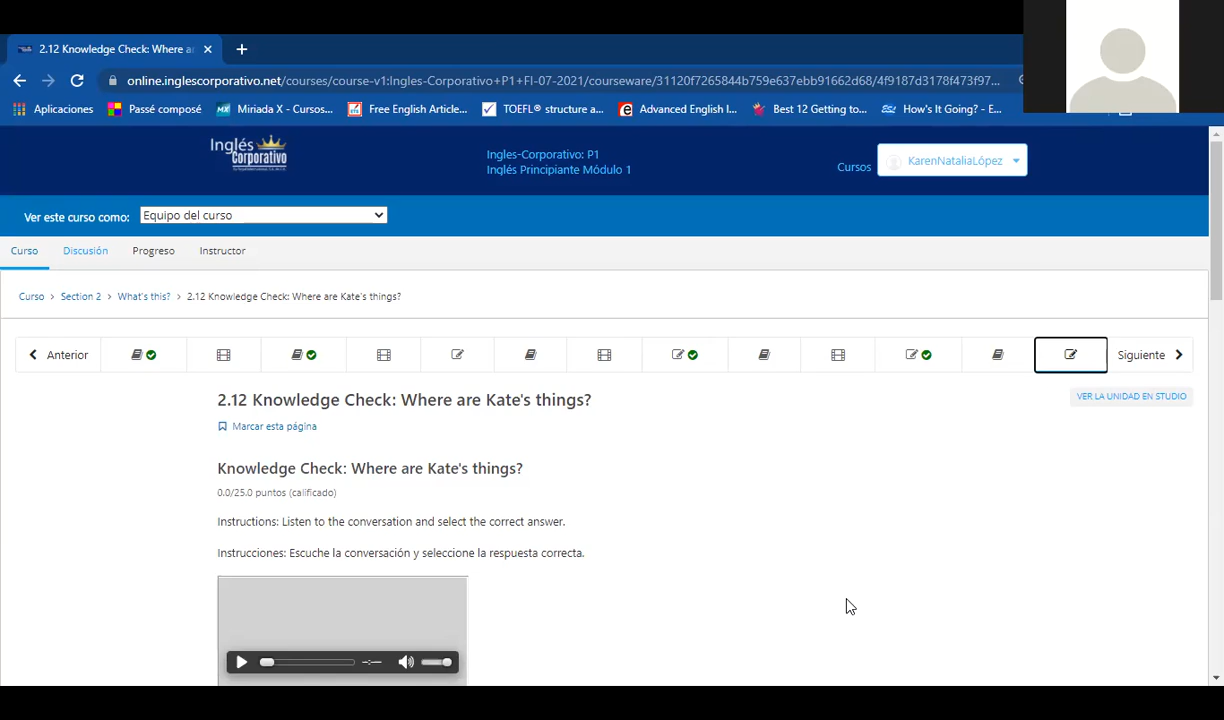 2.12 Knowledge Check: Where ar
online.inglescorporativo.net/courses/course-v1:Ingles-Corporativo+P1+FI-07-2021/courseware/31120f7265844b759e637ebb91662d68/4f9187d3178f473f97...
Aplicaciones Passé composé Miriada X - Cursos... Free English Article... TOEFL® structure a... Advanced English I... Best 12 Getting to... How's It Going? - E...
Inglés
Corporativo
Ingles-Corporativo: P1
Inglés Principiante Módulo 1
Cursos
KarenNataliaLópez
Ver este curso como: Equipo del curso
Curso Discusión Progreso Instructor
Curso > Section 2 > What's this? > 2.12 Knowledge Check: Where are Kate's things?
Anterior Siguiente
2.12 Knowledge Check: Where are Kate's things?
VER LA UNIDAD EN STUDIO
Marcar esta página
Knowledge Check: Where are Kate's things?
0.0/25.0 puntos (calificado)
Instructions: Listen to the conversation and select the correct answer.
Instrucciones: Escuche la conversación y seleccione la respuesta correcta.
--:--